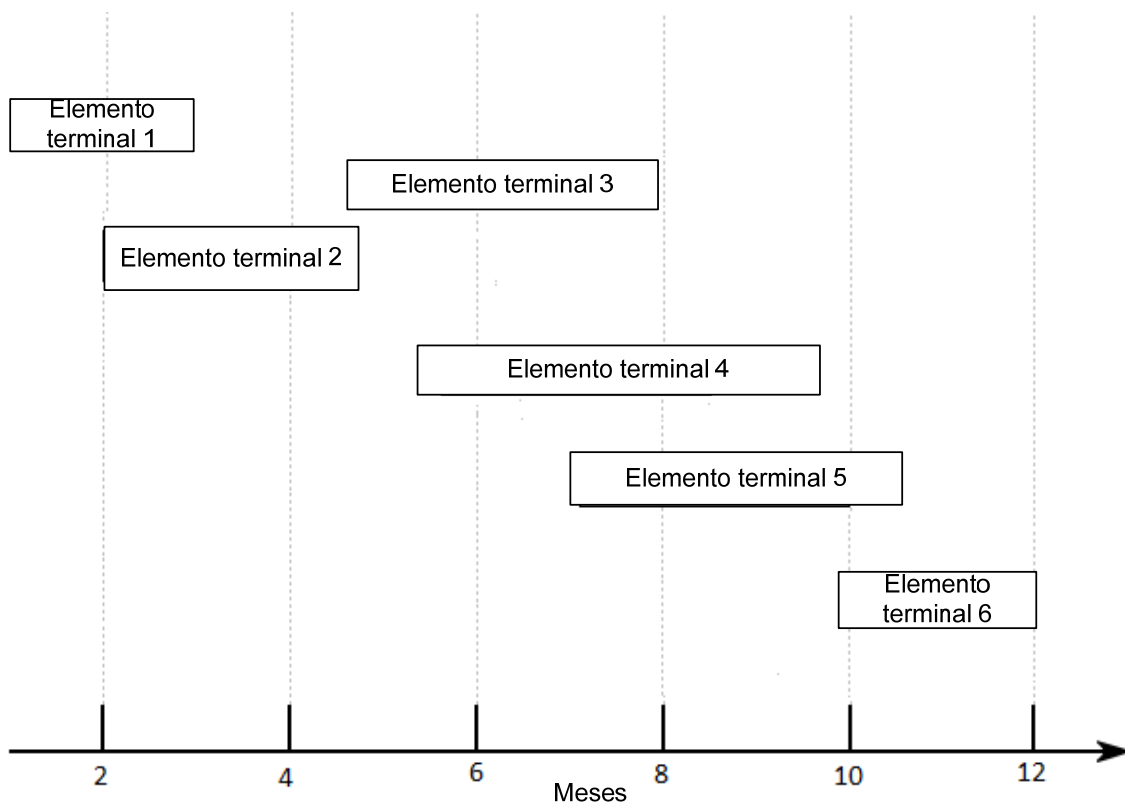 Elemento
terminal 1
Elemento terminal 3
Elemento terminal 2
Elemento terminal 4
Elemento terminal 5
Elemento
terminal 6
2 4 6 8 10 12
Meses